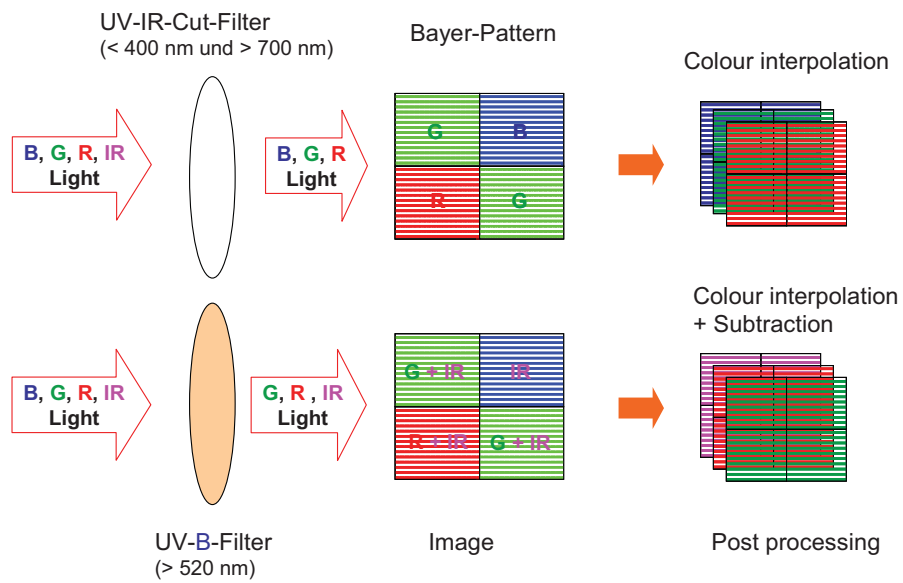 UV-IR-Cut-Filter
(< 400 nm und > 700 nm)
Bayer-Pattern
Colour interpolation
B, G, R, IR
Light
B, G, R
Light
G
B
R
G
Colour interpolation
+ Subtraction
B, G, R, IR
Light
G, R , IR
Light
G + IR
IR
R + IR
G + IR
UV-B-Filter
(> 520 nm)
Image
Post processing